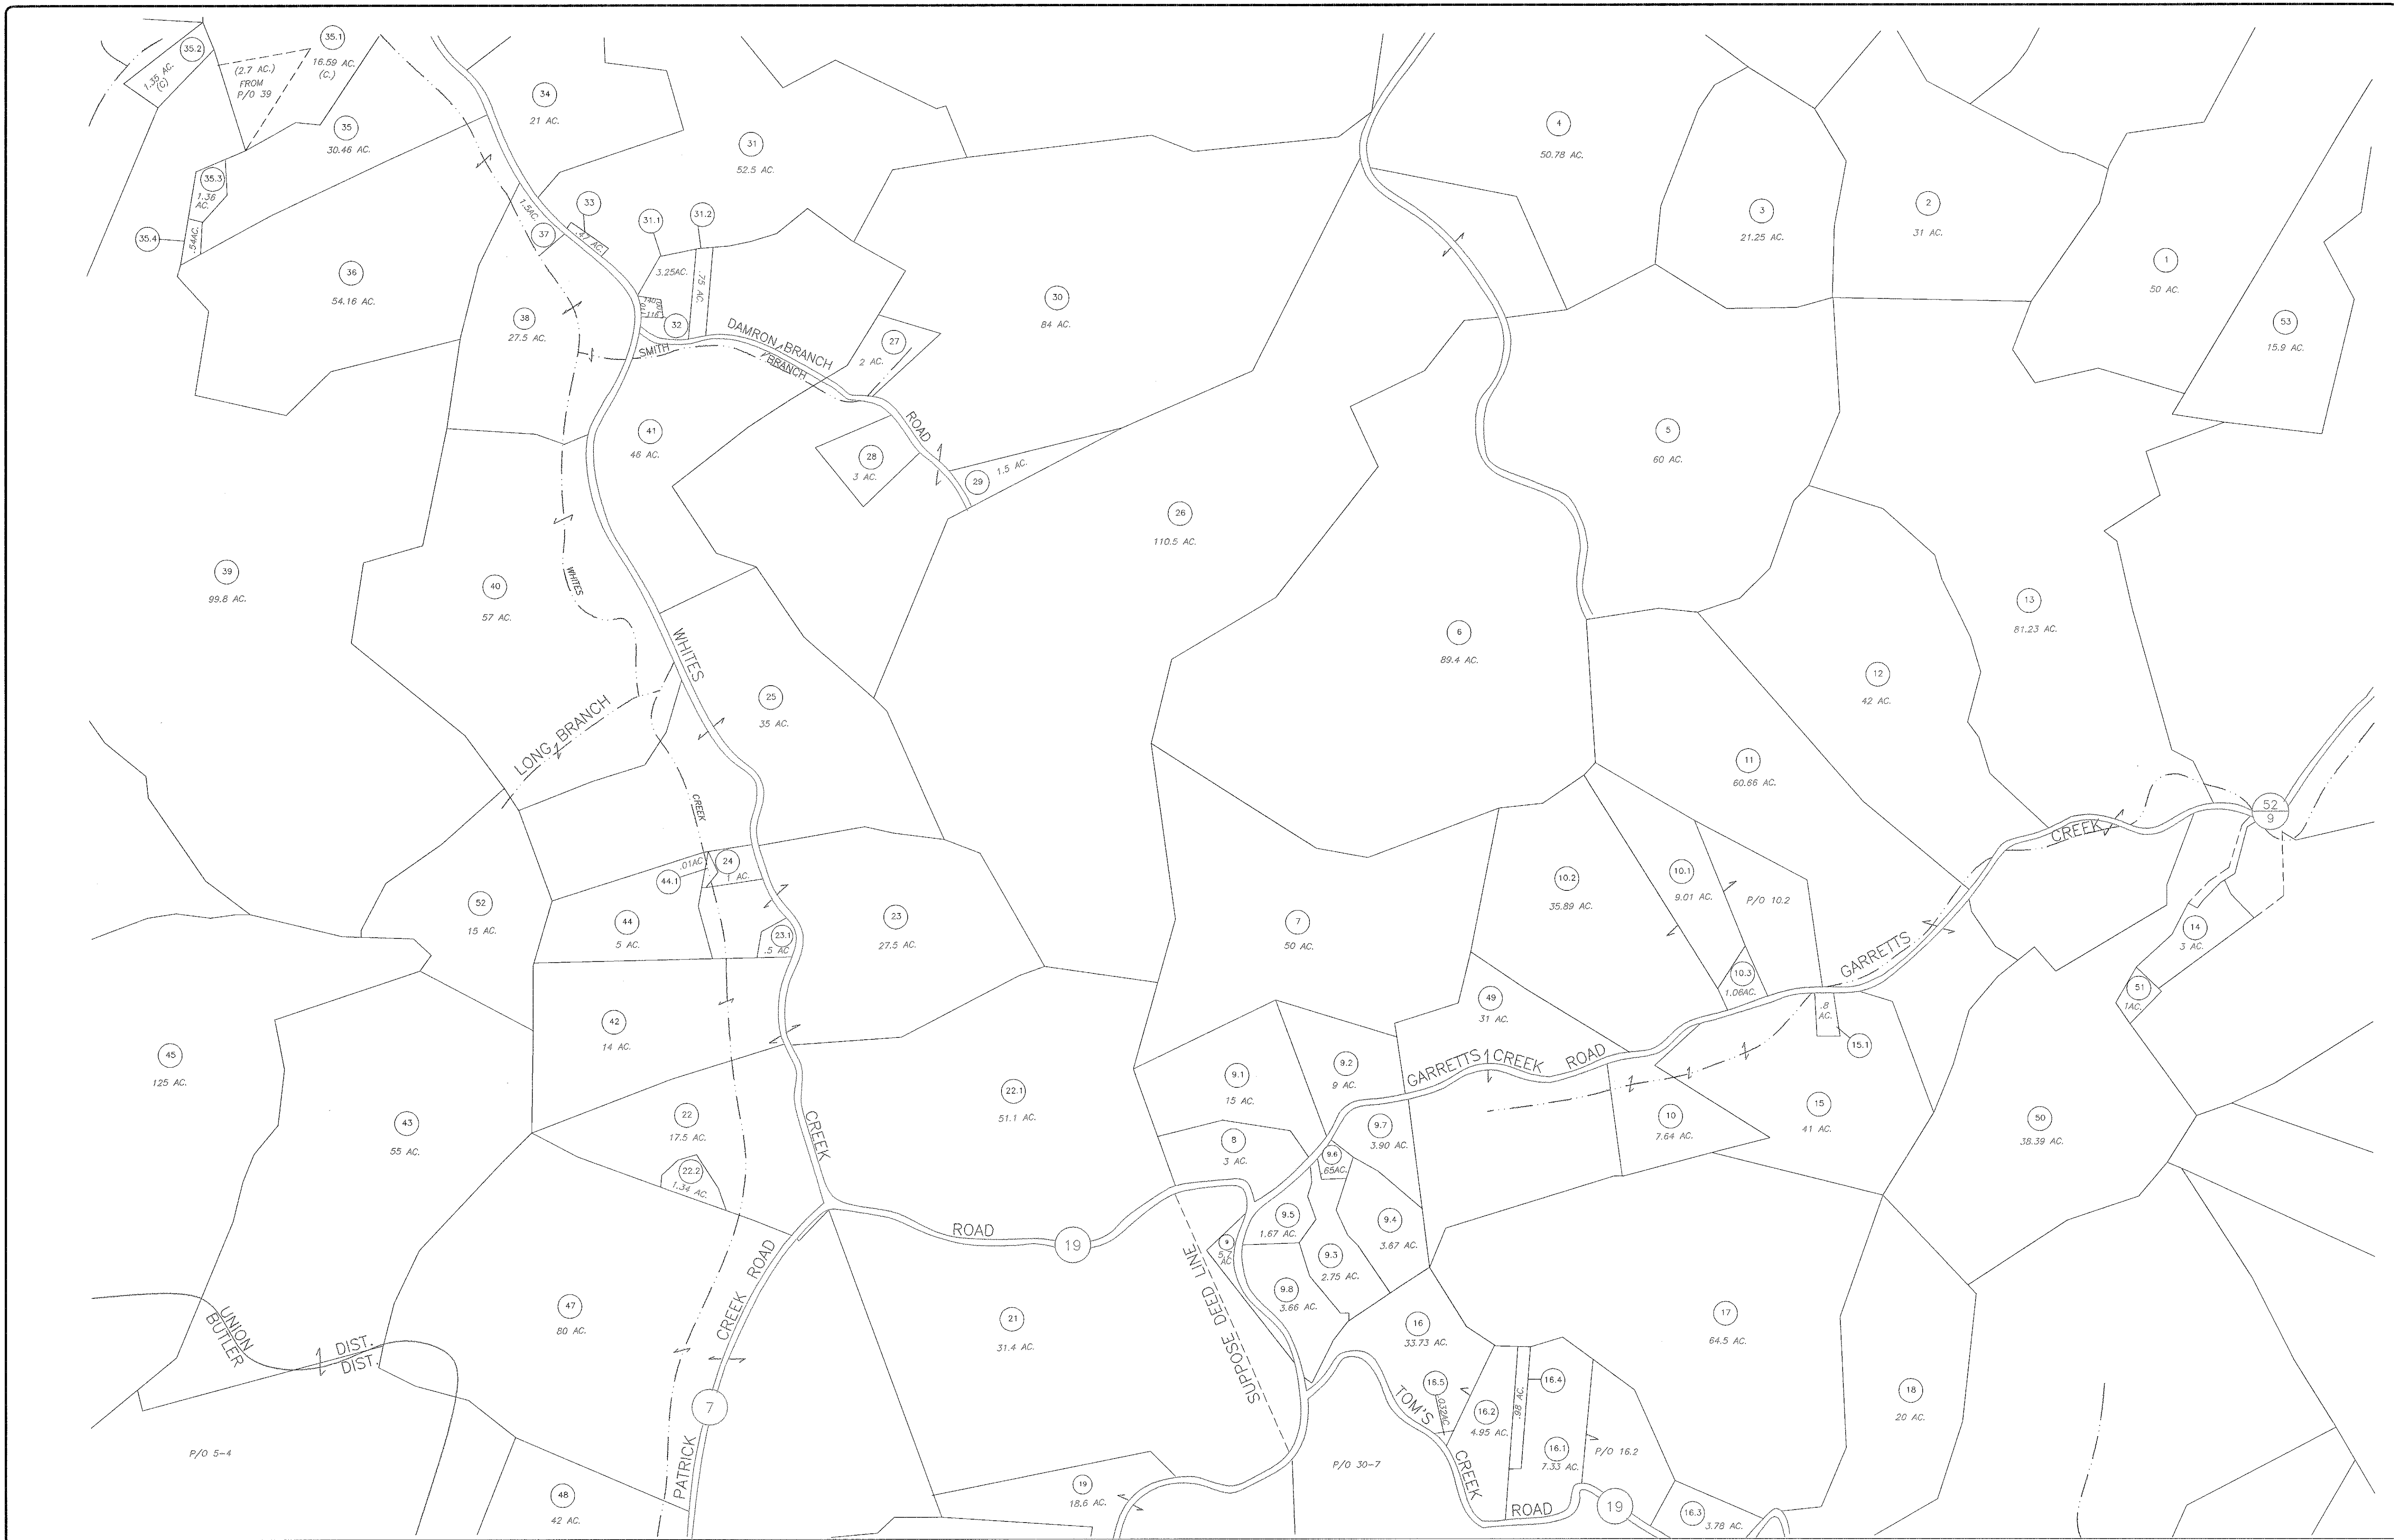 35.2
1.35 AC.
(C)
(2.7 AC.)
FROM
P/O 39
35.1
16.59 AC.
(C.)
35
30.46 AC.
35.3
1.36
AC.
35.4
.54AC.
36
54.16 AC.
34
21 AC.
31
52.5 AC.
33
.47 AC.
1.5AC.
37
31.1
31.2
3.25AC.
.75 AC.
32
38
27.5 AC.
SMITH
BRANCH
DAMRON BRANCH
ROAD
27
2 AC.
30
84 AC.
4
50.78 AC.
3
21.25 AC.
2
31 AC.
1
50 AC.
53
15.9 AC.
41
46 AC.
28
3 AC.
29
1.5 AC.
5
60 AC.
26
110.5 AC.
39
99.8 AC.
40
57 AC.
WHITES
WHITES
6
89.4 AC.
13
81.23 AC.
12
42 AC.
25
35 AC.
LONG BRANCH
CREEK
11
60.66 AC.
52
9
CREEK
GARRETTS
.01AC
44.1
24
1 AC.
52
15 AC.
44
5 AC.
23.1
.5 AC
23
27.5 AC.
7
50 AC.
10.2
35.89 AC.
10.1
9.01 AC.
P/O 10.2
10.3
1.06AC.
14
3 AC.
51
1AC.
49
31 AC.
.8
AC.
15.1
42
14 AC.
45
125 AC.
43
55 AC.
22
17.5 AC.
22.2
1.34 AC.
CREEK
22.1
51.1 AC.
9.1
15 AC.
9.2
9 AC.
GARRETTS CREEK ROAD
8
3 AC.
9.7
3.90 AC.
9.6
.65AC.
10
7.64 AC.
15
41 AC.
50
38.39 AC.
ROAD
19
9
5.7
AC
9.5
1.67 AC.
9.4
3.67 AC.
9.3
2.75 AC.
9.8
3.66 AC.
SUPPOSE DEED LINE
UNION
BUTLER
DIST.
DIST.
47
80 AC.
PATRICK
CREEK ROAD
7
21
31.4 AC.
16
33.73 AC.
17
64.5 AC.
18
20 AC.
16.5
.032AC.
16.2
4.95 AC.
16.4
.98 AC.
16.1
7.33 AC.
P/O 16.2
TOM'S
CREEK
ROAD
19
16.3
3.78 AC.
P/O 5-4
48
42 AC.
19
18.6 AC.
P/O 30-7